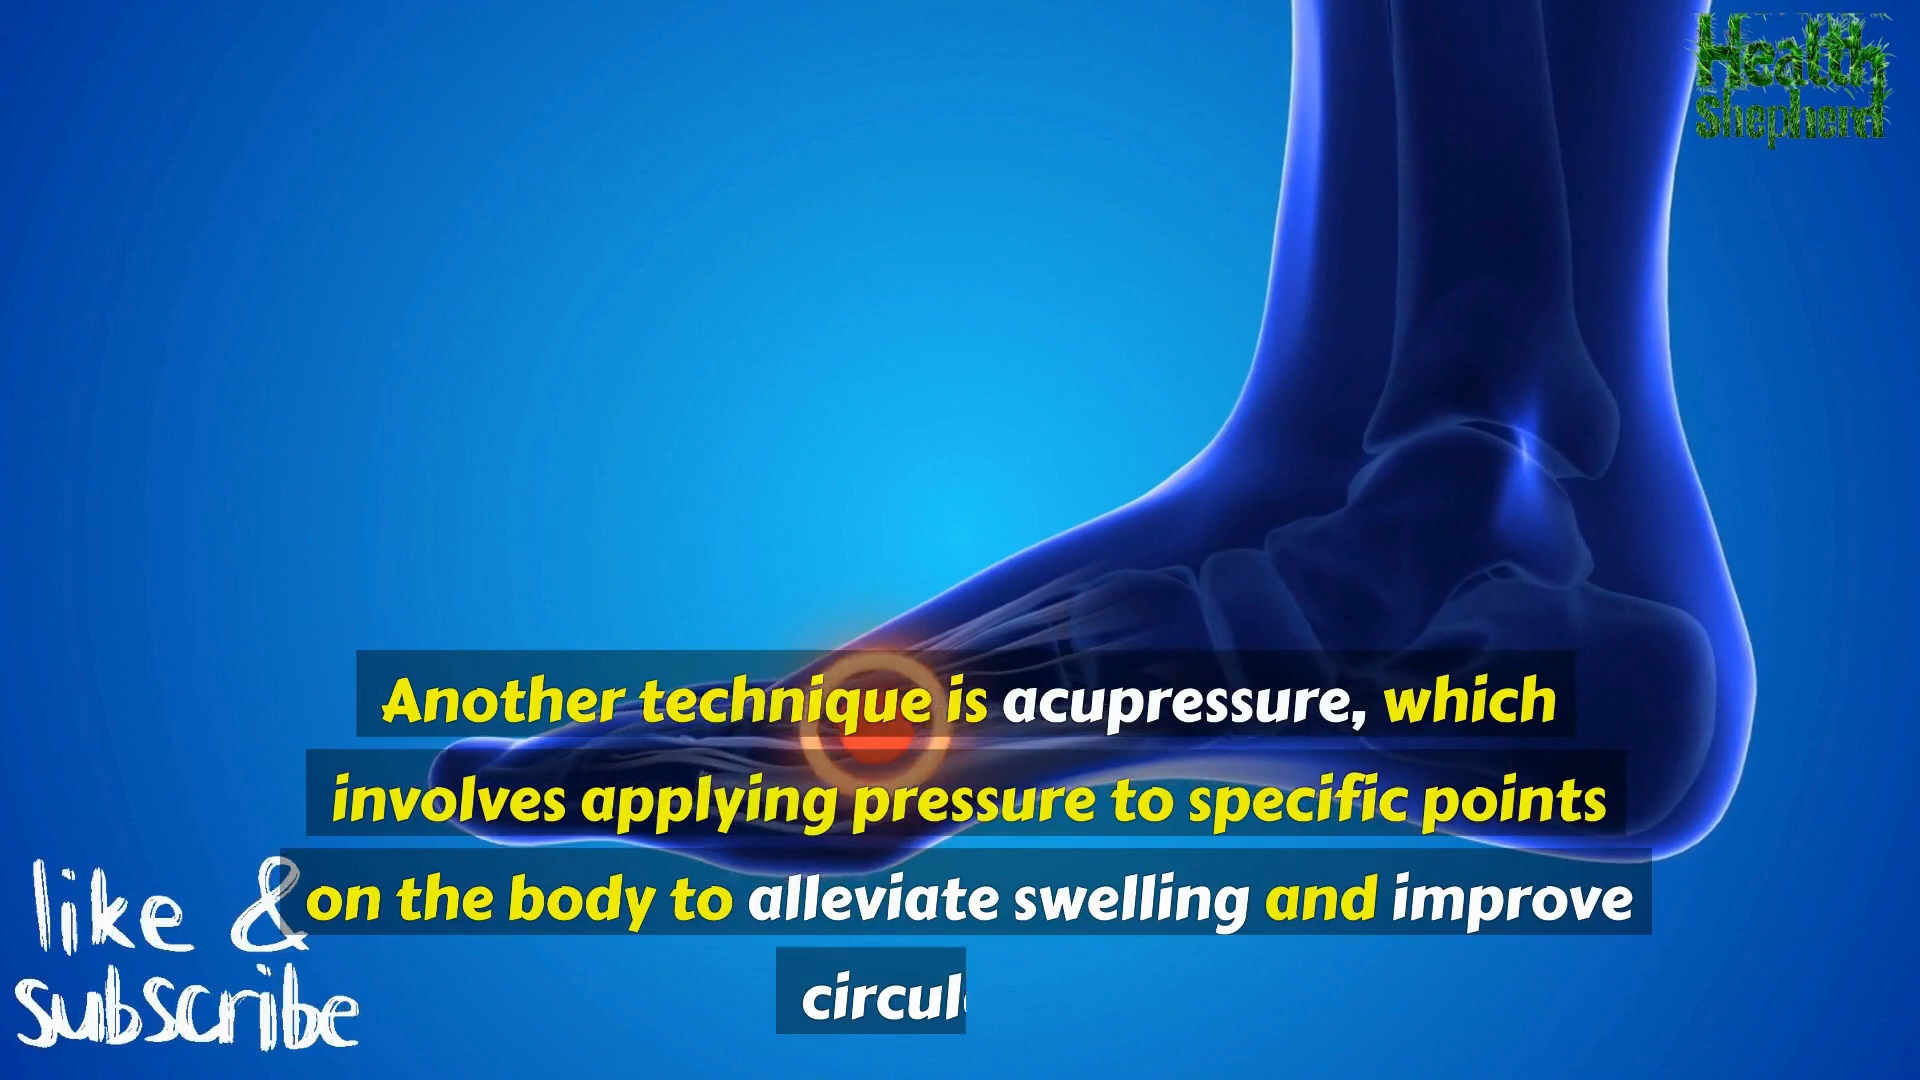 Health
Shepherd
Another technique is acupressure, which
involves applying pressure to specific points
on the body to alleviate swelling and improve
circul
like &
subscribe